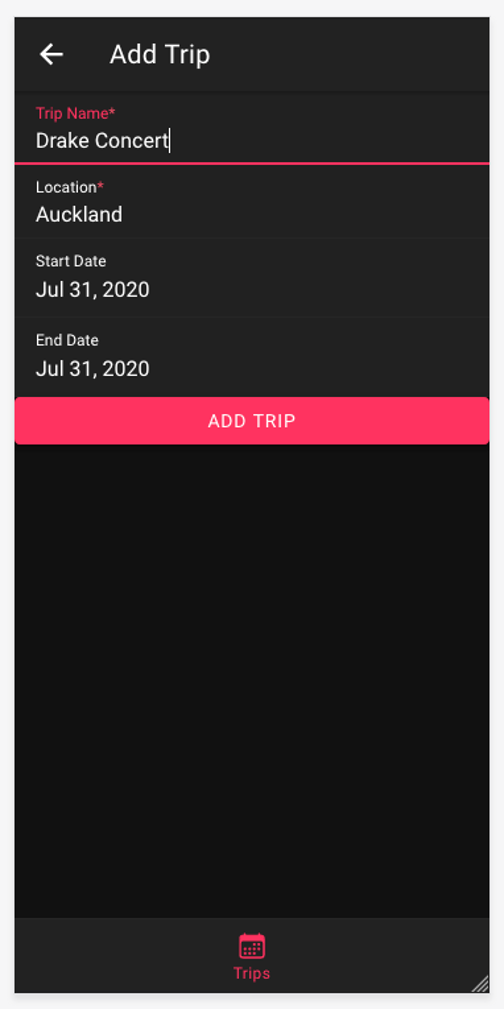 Add Trip
Trip Name*
Drake Concert
Location*
Auckland
Start Date
Jul 31, 2020
End Date
Jul 31, 2020
ADD TRIP
Trips